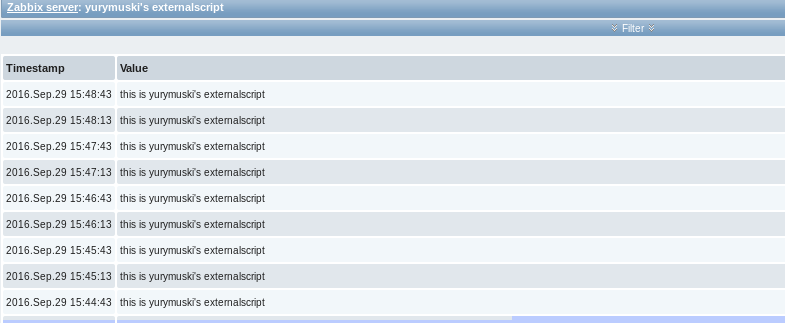 Zabbix server: yurymuski's externalscript
Filter
Timestamp Value
2016.Sep.29 15:48:43 this is yurymuski's externalscript
2016.Sep.29 15:48:13 this is yurymuski's externalscript
2016.Sep.29 15:47:43 this is yurymuski's externalscript
2016.Sep.29 15:47:13 this is yurymuski's externalscript
2016.Sep.29 15:46:43 this is yurymuski's externalscript
2016.Sep.29 15:46:13 this is yurymuski's externalscript
2016.Sep.29 15:45:43 this is yurymuski's externalscript
2016.Sep.29 15:45:13 this is yurymuski's externalscript
2016.Sep.29 15:44:43 this is yurymuski's externalscript